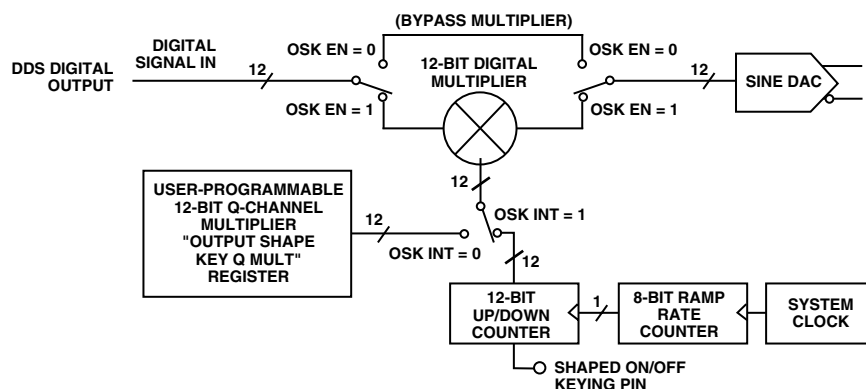 (BYPASS MULTIPLIER)
DIGITAL
SIGNAL IN
OSK EN = 0
12-BIT DIGITAL
MULTIPLIER
OSK EN = 0
DDS DIGITAL
OUTPUT
12
12
SINE DAC
OSK EN = 1
OSK EN = 1
12
USER-PROGRAMMABLE
12-BIT Q-CHANNEL
MULTIPLIER
"OUTPUT SHAPE
KEY Q MULT"
REGISTER
12
OSK INT = 1
OSK INT = 0
12
12-BIT
UP/DOWN
COUNTER
1
8-BIT RAMP
RATE
COUNTER
SYSTEM
CLOCK
SHAPED ON/OFF
KEYING PIN